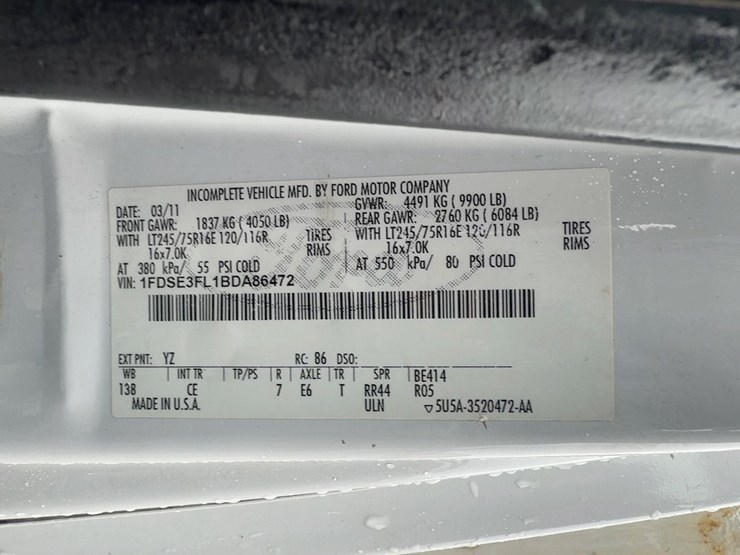 INCOMPLETE VEHICLE MFD. BY FORD MOTOR COMPANY
DATE: 03/11 GVWR: 4491 KG ( 9900 LB)
FRONT GAWR: 1837 KG ( 4050 LB) REAR GAWR: 2760 KG ( 6084 LB)
WITH LT245/75R16E 120/116R TIRES WITH LT245/75R16E 120/116R TIRES
16x7.0K RIMS 16x7.0K RIMS
AT 380 kPa/ 55 PSI COLD AT 550 kPa/ 80 PSI COLD
VIN: 1FDSE3FL1BDA86472
EXT PNT: YZ RC: 86 DSO:
WB INT TR TP/PS R AXLE TR SPR BE414
138 CE 7 E6 T RR44 R05
MADE IN U.S.A. ULN ▽5U5A-3520472-AA